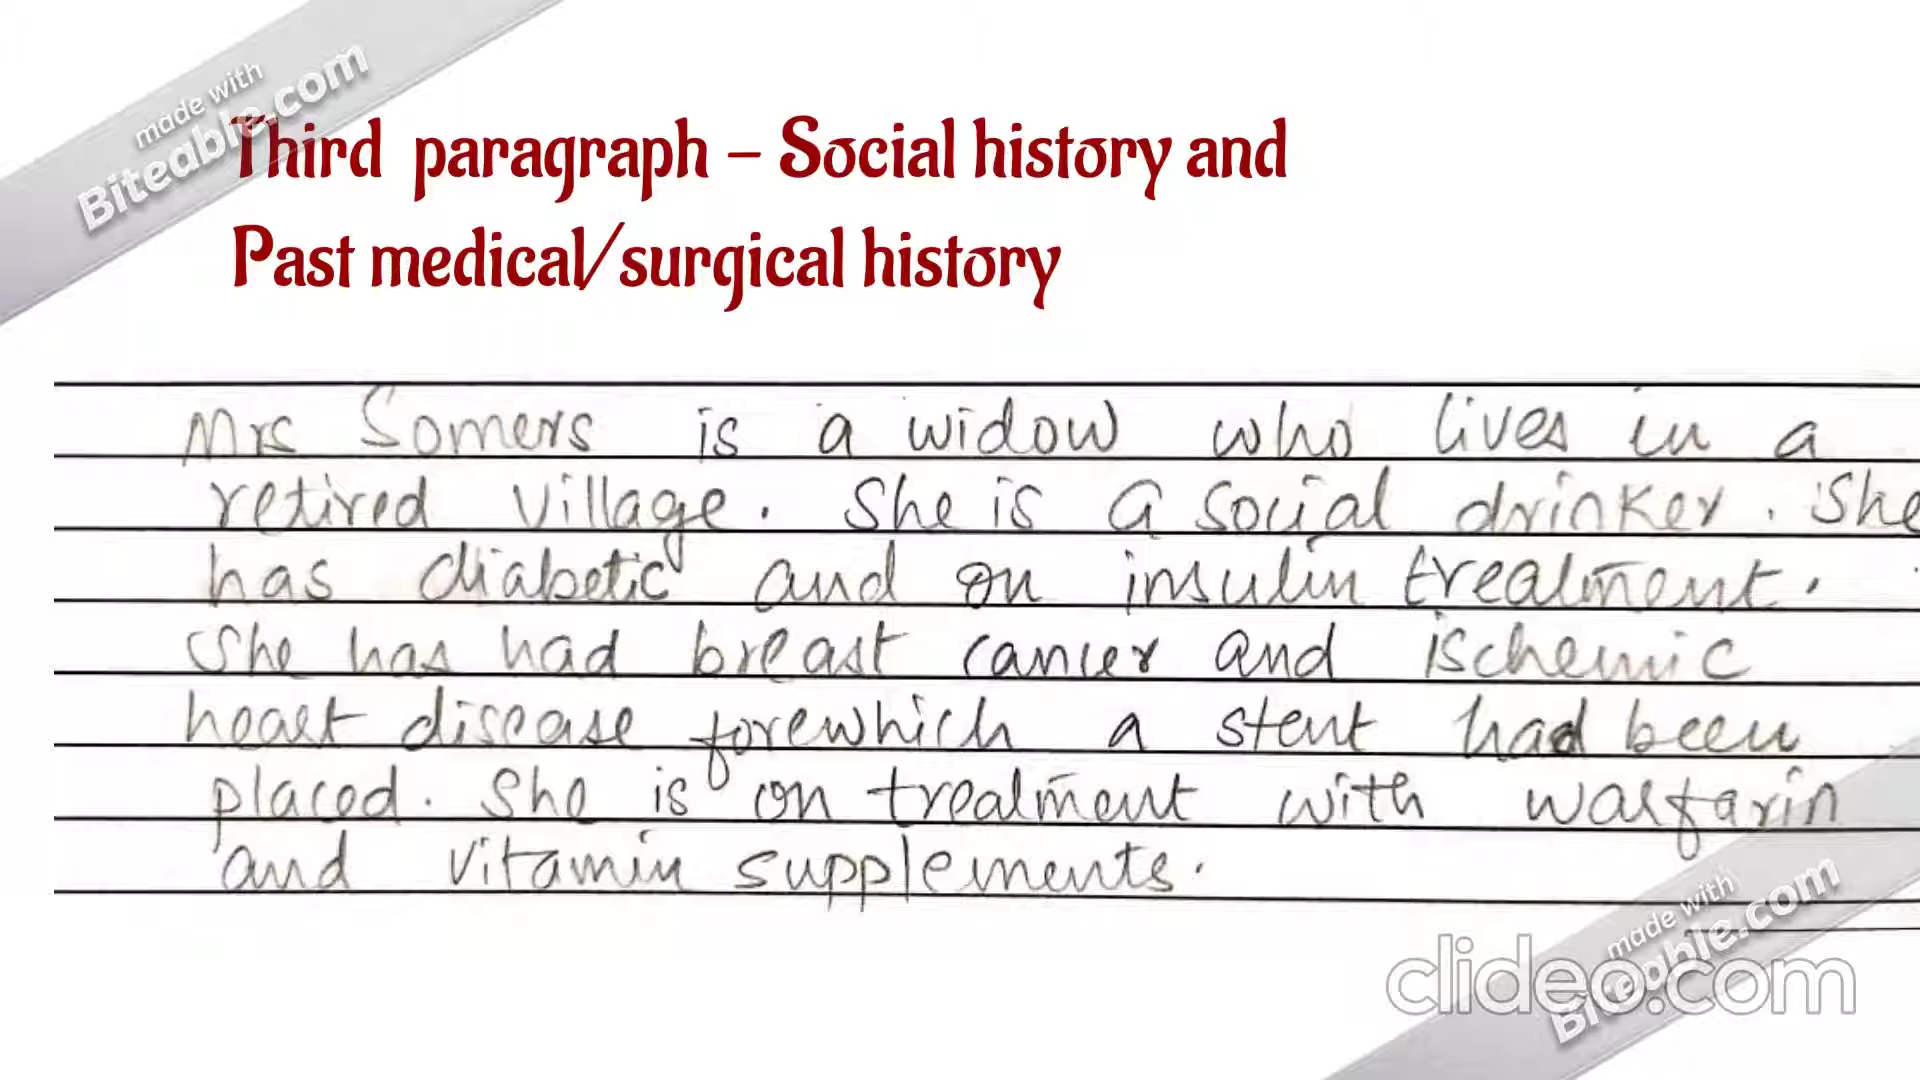 made with
Biteable.com
Third paragraph – Social history and
Past medical/surgical history
Mrs Somers is a widow who lives in a
retired village. She is a social drinker. She
has diabetic and on insulin treatment.
She has had breast cancer and ischemic
heart disease forewhich a stent had been
placed. She is on treatment with warfarin
and vitamin supplements.
made with
Biteable.com
clideo.com